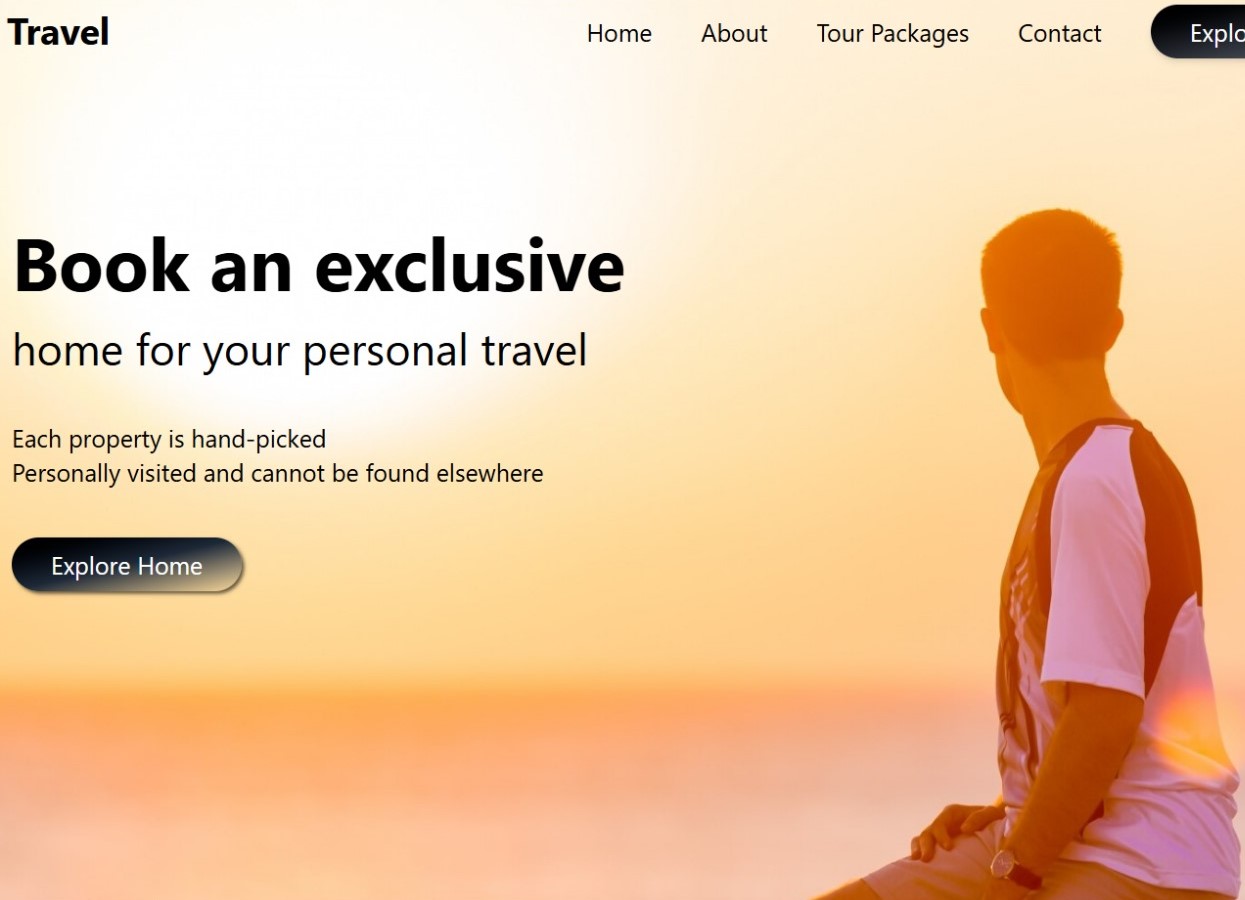 Travel
Home About Tour Packages Contact Explo
Book an exclusive
home for your personal travel
Each property is hand-picked
Personally visited and cannot be found elsewhere
Explore Home